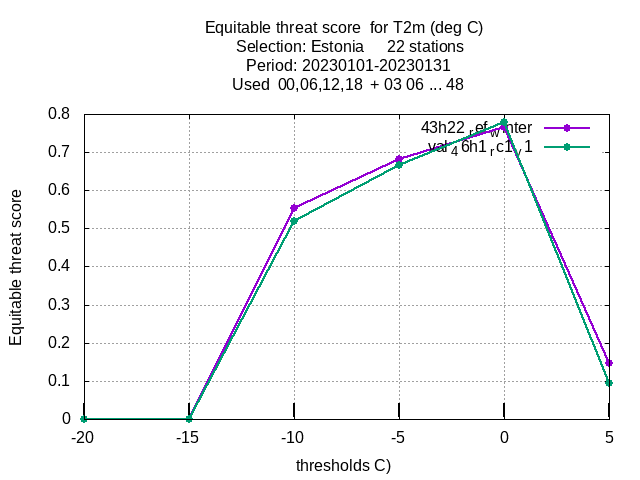 Equitable threat score  for T2m (deg C)
Selection: Estonia     22 stations
Period: 20230101-20230131
Used  00,06,12,18  + 03 06 ... 48
43h22_ref_winter
val_46h1_rc1_v1
Equitable threat score
0.8
0.7
0.6
0.5
0.4
0.3
0.2
0.1
0
-20 -15 -10 -5 0 5
thresholds C)